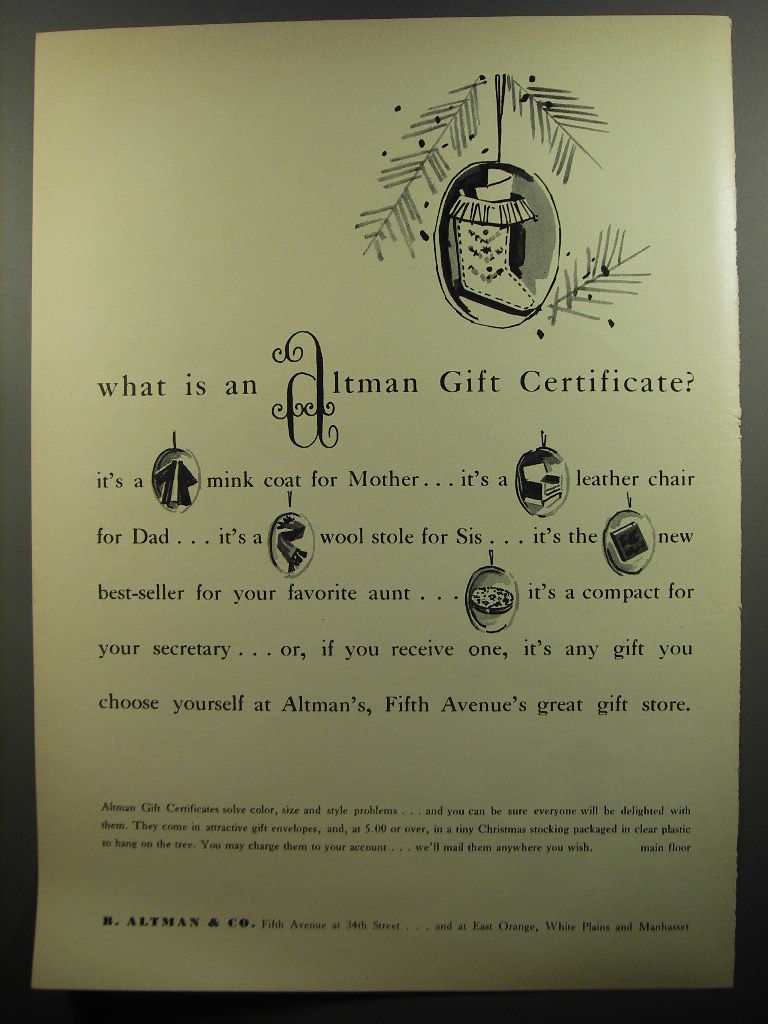 what is an Altman Gift Certificate?
it's a mink coat for Mother... it's a leather chair
for Dad . . . it's a wool stole for Sis . . . it's the new
best-seller for your favorite aunt . . . it's a compact for
your secretary . . . or, if you receive one, it's any gift you
choose yourself at Altman's, Fifth Avenue's great gift store.
Altman Gift Certificates solve color, size and style problems . . . and you can be sure everyone will be delighted with
them. They come in attractive gift envelopes, and, at 5.00 or over, in a tiny Christmas stocking packaged in clear plastic
to hang on the tree. You may charge them to your account . . . we'll mail them anywhere you wish. main floor
B. ALTMAN & CO. Fifth Avenue at 34th Street . . . and at East Orange, White Plains and Manhasset